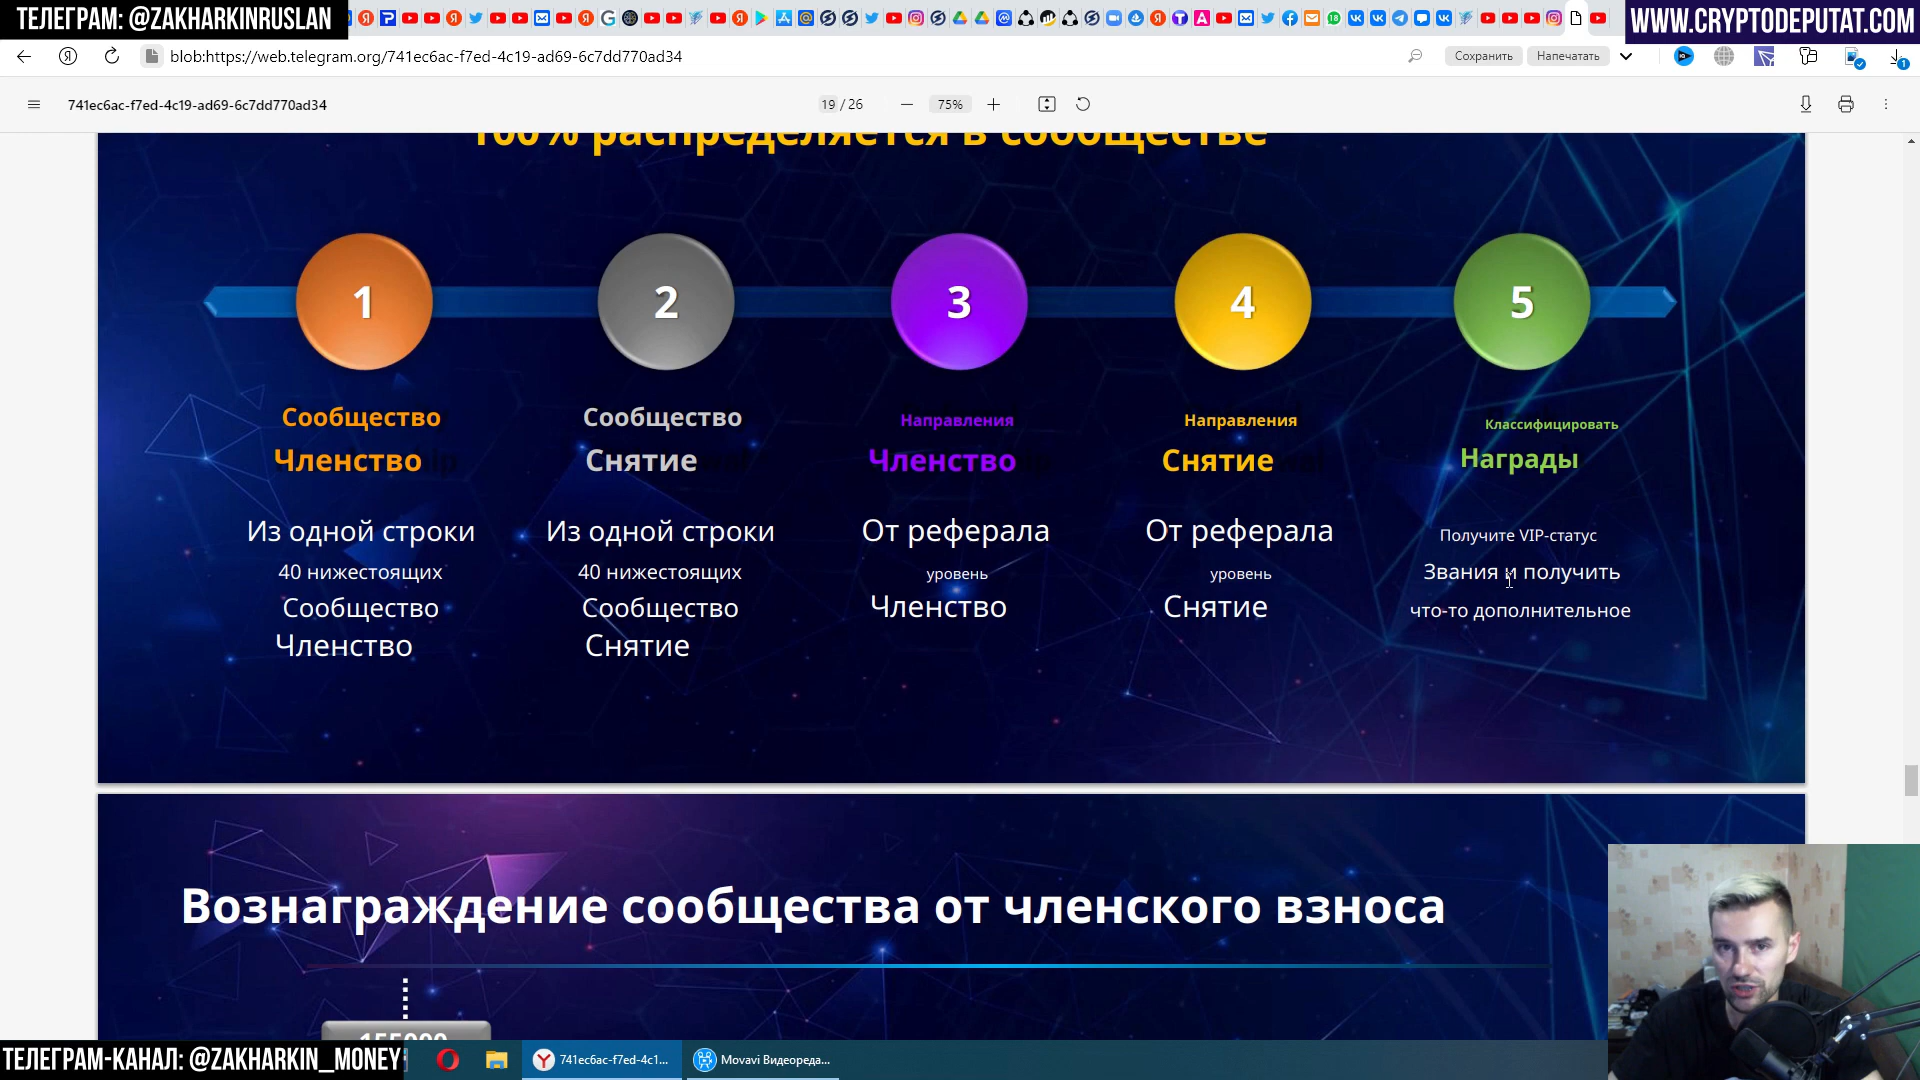 ТЕЛЕГРАМ: @ZAKHARKINRUSLAN
WWW.CRYPTODEPUTAT.COM
blob:https://web.telegram.org/741ec6ac-f7ed-4c19-ad69-6c7dd770ad34
Сохранить
Напечатать
741ec6ac-f7ed-4c19-ad69-6c7dd770ad34
19 / 26
75%
100% распределяется в сообществе
1
2
3
4
5
Сообщество
Членство
Из одной строки
40 нижестоящих
Сообщество
Членство
Сообщество
Снятие
Из одной строки
40 нижестоящих
Сообщество
Снятие
Направления
Членство
От реферала
уровень
Членство
Направления
Снятие
От реферала
уровень
Снятие
Классифицировать
Награды
Получите VIP-статус
Звания и получить
что-то дополнительное
Вознаграждение сообщества от членского взноса
ТЕЛЕГРАМ-КАНАЛ: @ZAKHARKIN_MONEY
741ec6ac-f7ed-4c1...
Movavi Видеореда...